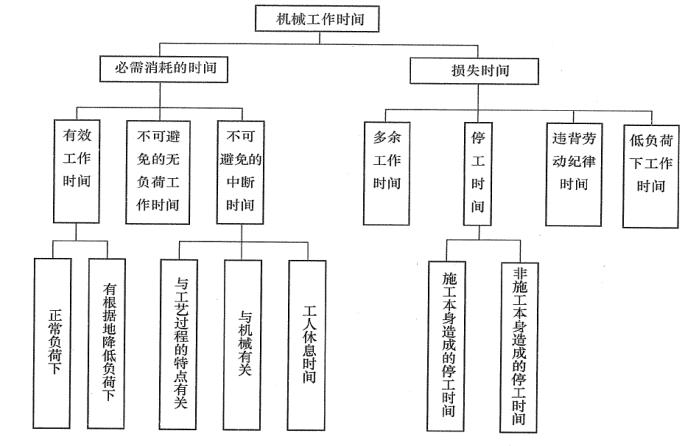 机械工作时间
必需消耗的时间
损失时间
有效
工作
时间
不可避
免的无
负荷工
作时间
不可
避免的
中断
时间
多余
工作
时间
停
工
时
间
违背劳
动纪律
时间
低负荷
下工作
时间
正常负荷下
有根据地降低负荷下
与工艺过程的特点有关
与机械有关
工人休息时间
施工本身造成的停工时间
非施工本身造成的停工时间